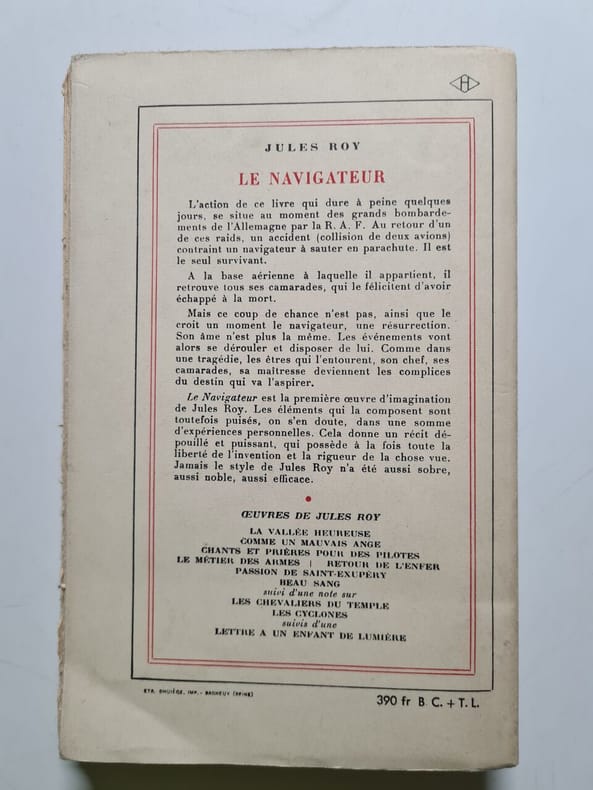 H
JULES ROY
LE NAVIGATEUR
L'action de ce livre qui dure à peine quelques
jours, se situe au moment des grands bombarde-
ments de l'Allemagne par la R. A. F. Au retour d'un
de ces raids, un accident (collision de deux avions)
contraint un navigateur à sauter en parachute. Il est
le seul survivant.
A la base aérienne à laquelle il appartient, il
retrouve tous ses camarades, qui le félicitent d'avoir
échappé à la mort.
Mais ce coup de chance n'est pas, ainsi que le
croit un moment le navigateur, une résurrection.
Son âme n'est plus la même. Les événements vont
alors se dérouler et disposer de lui. Comme dans
une tragédie, les êtres qui l'entourent, son chef, ses
camarades, sa maîtresse deviennent les complices
du destin qui va l'aspirer.
Le Navigateur est la première œuvre d'imagination
de Jules Roy. Les éléments qui la composent sont
toutefois puisés, on s'en doute, dans une somme
d'expériences personnelles. Cela donne un récit dé-
pouillé et puissant, qui possède à la fois toute la
liberté de l'invention et la rigueur de la chose vue.
Jamais le style de Jules Roy n'a été aussi sobre,
aussi noble, aussi efficace.
ŒUVRES DE JULES ROY
LA VALLÉE HEUREUSE
COMME UN MAUVAIS ANGE
CHANTS ET PRIÈRES POUR DES PILOTES
LE MÉTIER DES ARMES | RETOUR DE L'ENFER
PASSION DE SAINT-EXUPÉRY
BEAU SANG
suivi d'une note sur
LES CHEVALIERS DU TEMPLE
LES CYCLONES
suivis d'une
LETTRE A UN ENFANT DE LUMIÈRE
IMP. - BAGNEUX (SEINE)
390 fr B. C. + T. L.